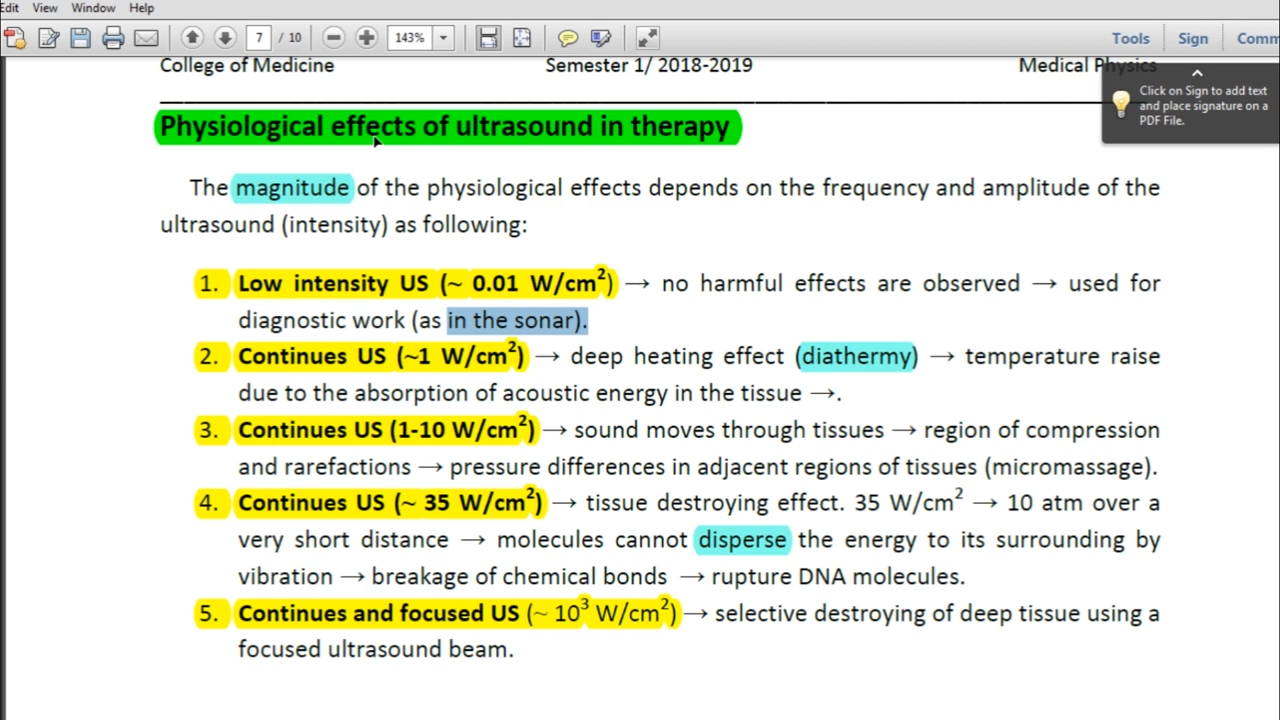 Edit View Window Help
7 / 10 143% Tools Sign Comm
College of Medicine Semester 1/ 2018-2019 Medical Physics
Click on Sign to add text
and place signature on a
PDF File.
Physiological effects of ultrasound in therapy
The magnitude of the physiological effects depends on the frequency and amplitude of the
ultrasound (intensity) as following:
1. Low intensity US (~ 0.01 W/cm²) → no harmful effects are observed → used for
diagnostic work (as in the sonar).
2. Continues US (~1 W/cm²) → deep heating effect (diathermy) → temperature raise
due to the absorption of acoustic energy in the tissue →.
3. Continues US (1-10 W/cm²) → sound moves through tissues → region of compression
and rarefactions → pressure differences in adjacent regions of tissues (micromassage).
4. Continues US (~ 35 W/cm²) → tissue destroying effect. 35 W/cm² → 10 atm over a
very short distance → molecules cannot disperse the energy to its surrounding by
vibration → breakage of chemical bonds → rupture DNA molecules.
5. Continues and focused US (~ 10³ W/cm²) → selective destroying of deep tissue using a
focused ultrasound beam.